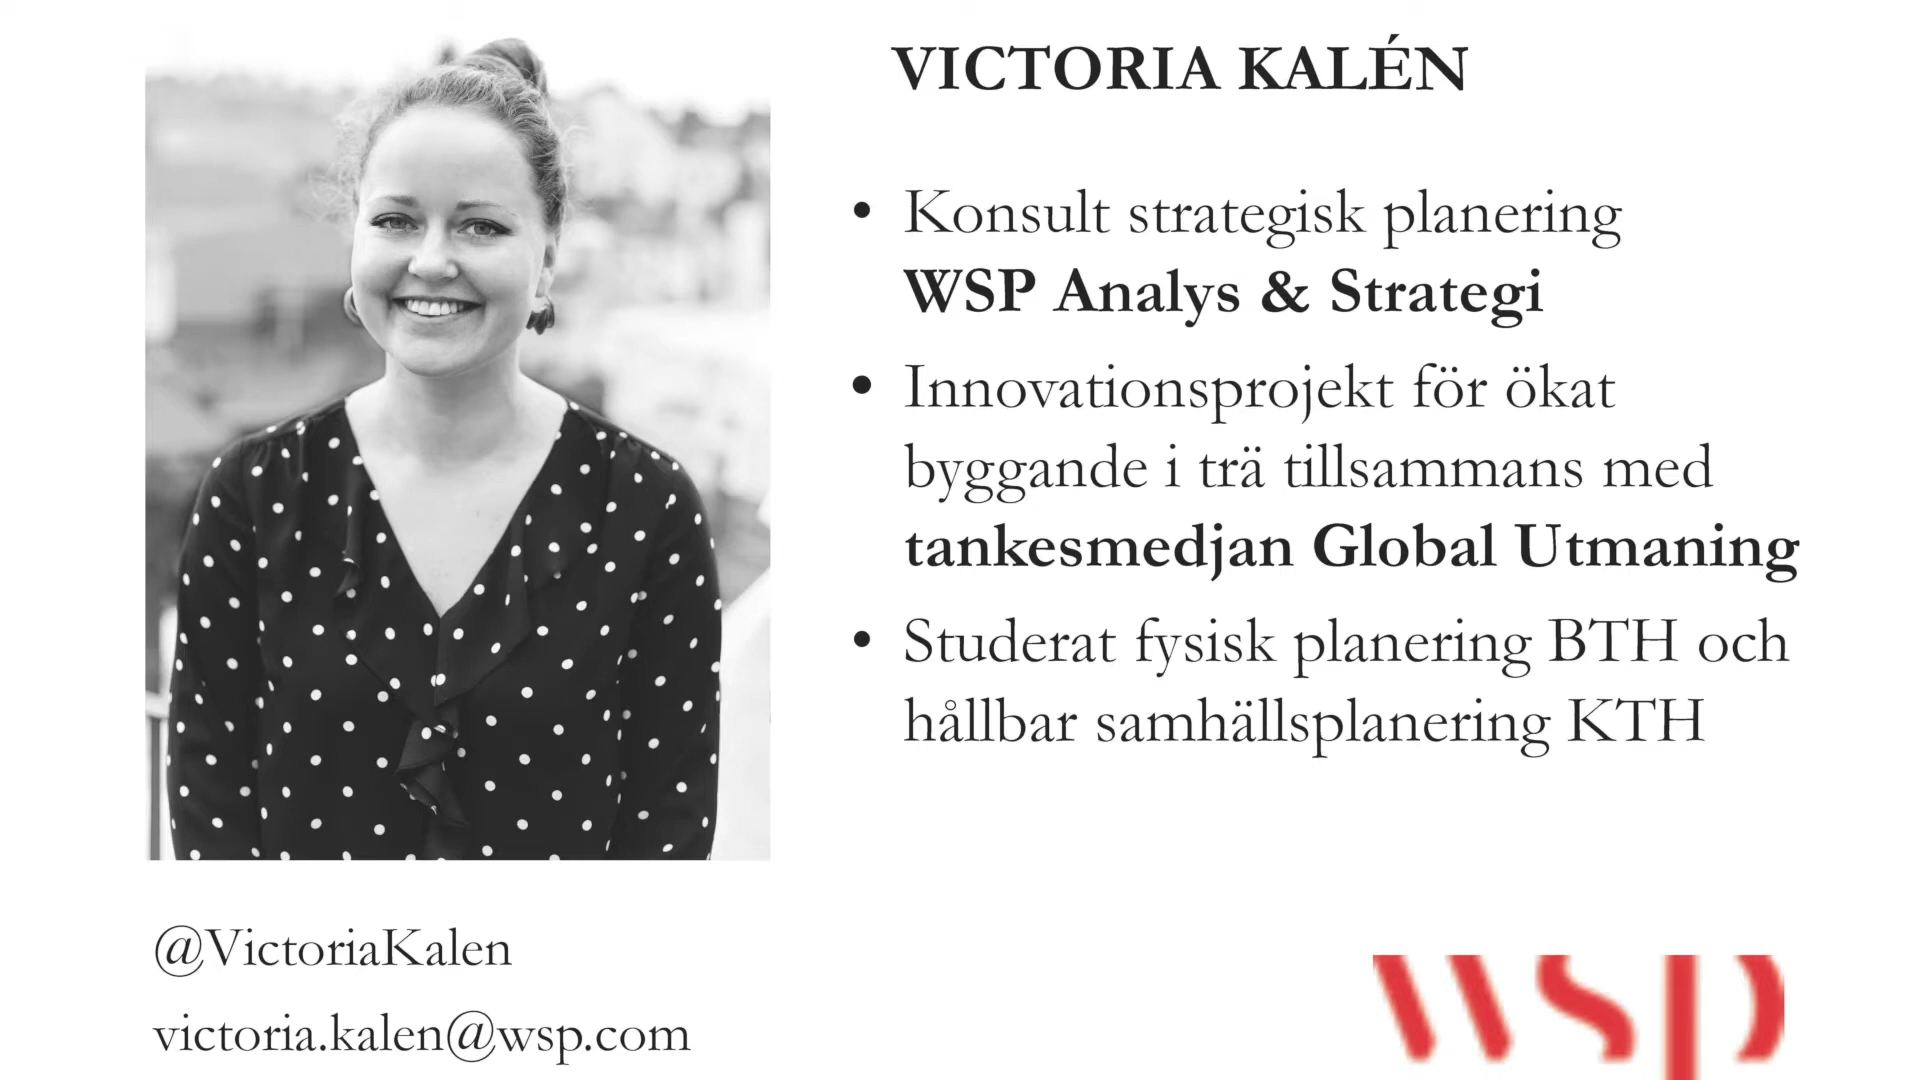 VICTORIA KALÉN
• Konsult strategisk planering
WSP Analys & Strategi
• Innovationsprojekt för ökat
byggande i trä tillsammans med
tankesmedjan Global Utmaning
• Studerat fysisk planering BTH och
hållbar samhällsplanering KTH
@VictoriaKalen
victoria.kalen@wsp.com
wsp